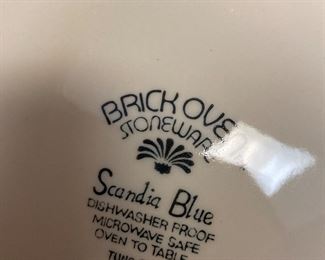 BRICK OVE
STONEWAR
Scandia Blue
DISHWASHER PROOF
MICROWAVE SAFE
OVEN TO TABLE